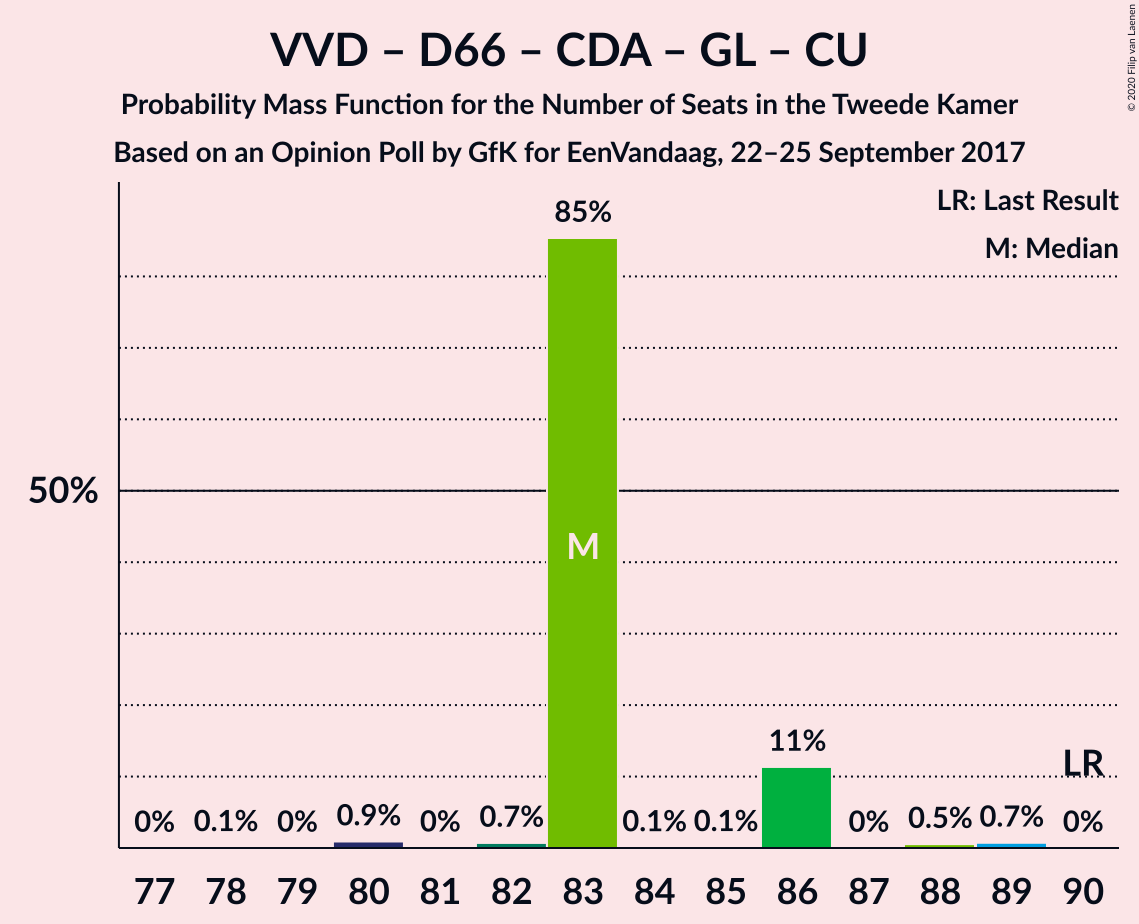 VVD – D66 – CDA – GL – CU
Probability Mass Function for the Number of Seats in the Tweede Kamer
Based on an Opinion Poll by GfK for EenVandaag, 22–25 September 2017
© 2020 Filip van Laenen
LR: Last Result
M: Median
85%
50%
M
11%
LR
0% 0.1% 0% 0.9% 0% 0.7% 0.1% 0.1% 0% 0.5% 0.7% 0%
77 78 79 80 81 82 83 84 85 86 87 88 89 90